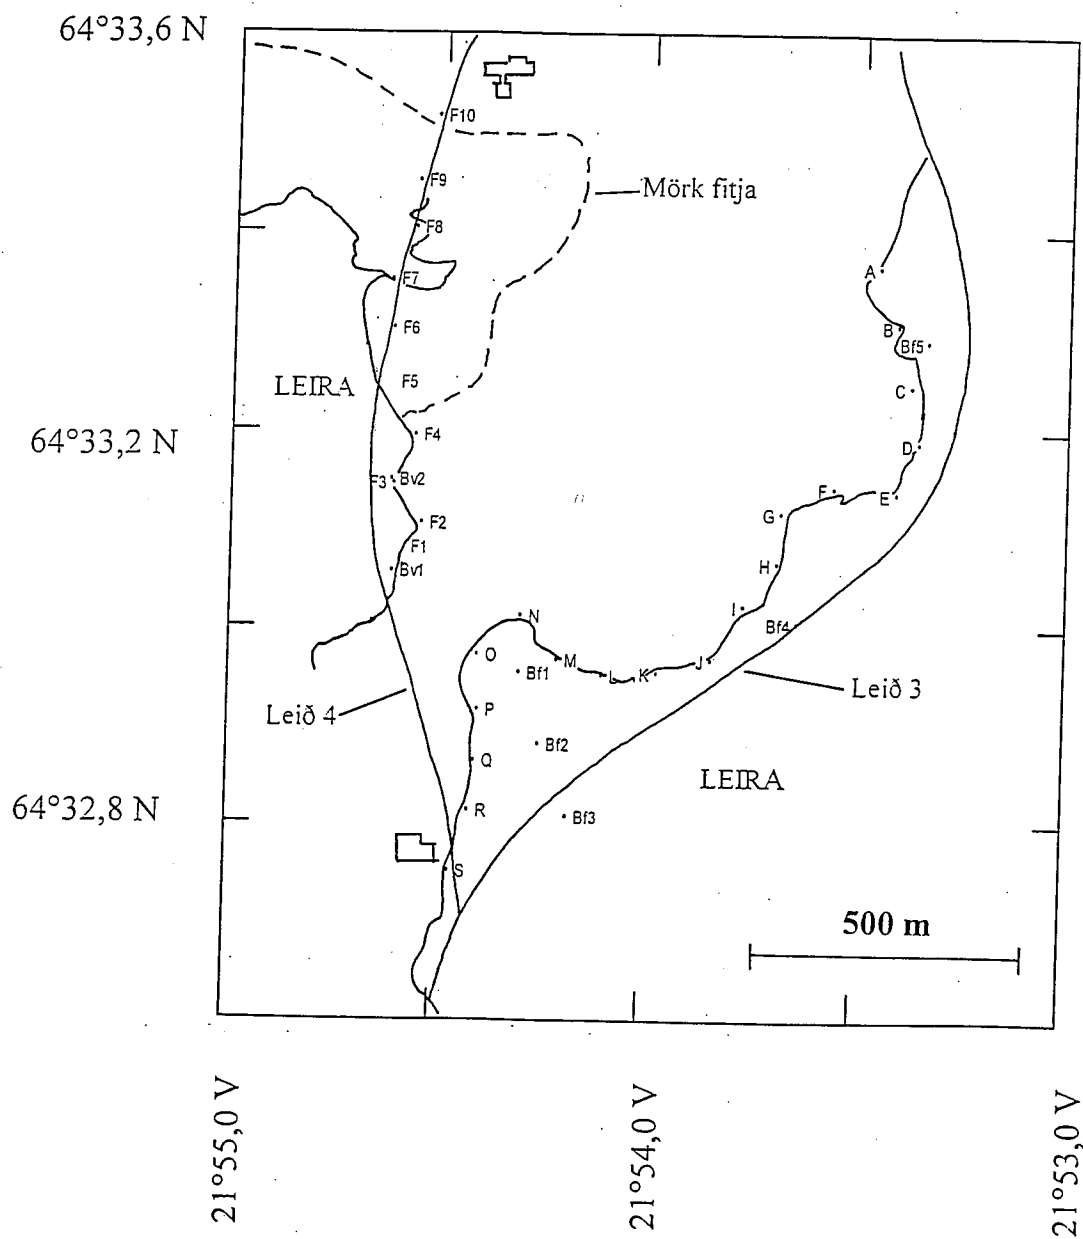 64°33,6 N
F10
F9
Mörk fitja
F8
A
F7
F6
B
Bf5
LEIRA
F5
C
64°33,2 N
F4
D
F3
Bv2
F
E
G
F2
F1
Bv1
H
I
N
Bf4
O
M
J
Bf1
L
K
Leið 3
Leið 4
P
Bf2
Q
LEIRA
64°32,8 N
R
Bf3
S
500 m
21°55,0 V
21°54,0 V
21°53,0 V